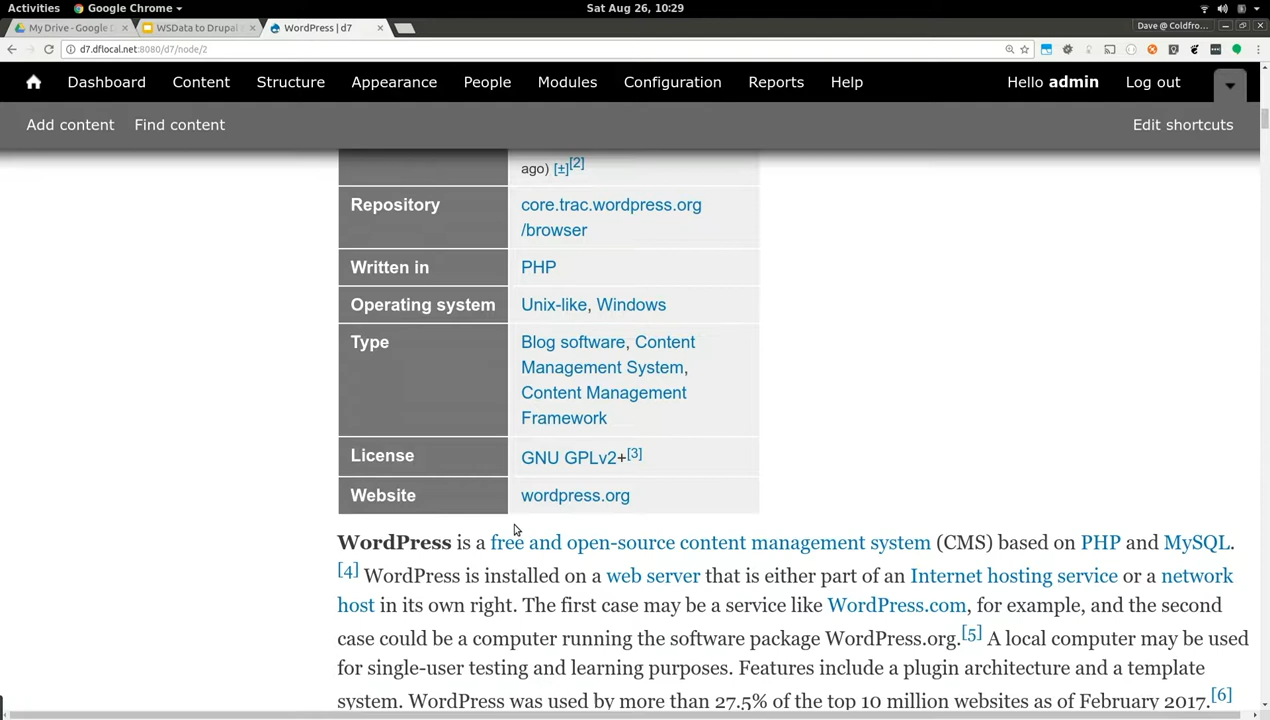 Activities Google Chrome Sat Aug 26, 10:29
My Drive - Google D WSData to Drupal WordPress | d7 Dave @ Coldfro...
d7.dflocal.net:8080/d7/node/2
Dashboard Content Structure Appearance People Modules Configuration Reports Help Hello admin Log out
Add content Find content Edit shortcuts
ago) [±][2]
Repository core.trac.wordpress.org
/browser
Written in PHP
Operating system Unix-like, Windows
Type Blog software, Content
Management System,
Content Management
Framework
License GNU GPLv2+[3]
Website wordpress.org
WordPress is a free and open-source content management system (CMS) based on PHP and MySQL.
[4] WordPress is installed on a web server that is either part of an Internet hosting service or a network
host in its own right. The first case may be a service like WordPress.com, for example, and the second
case could be a computer running the software package WordPress.org.[5] A local computer may be used
for single-user testing and learning purposes. Features include a plugin architecture and a template
system. WordPress was used by more than 27.5% of the top 10 million websites as of February 2017.[6]